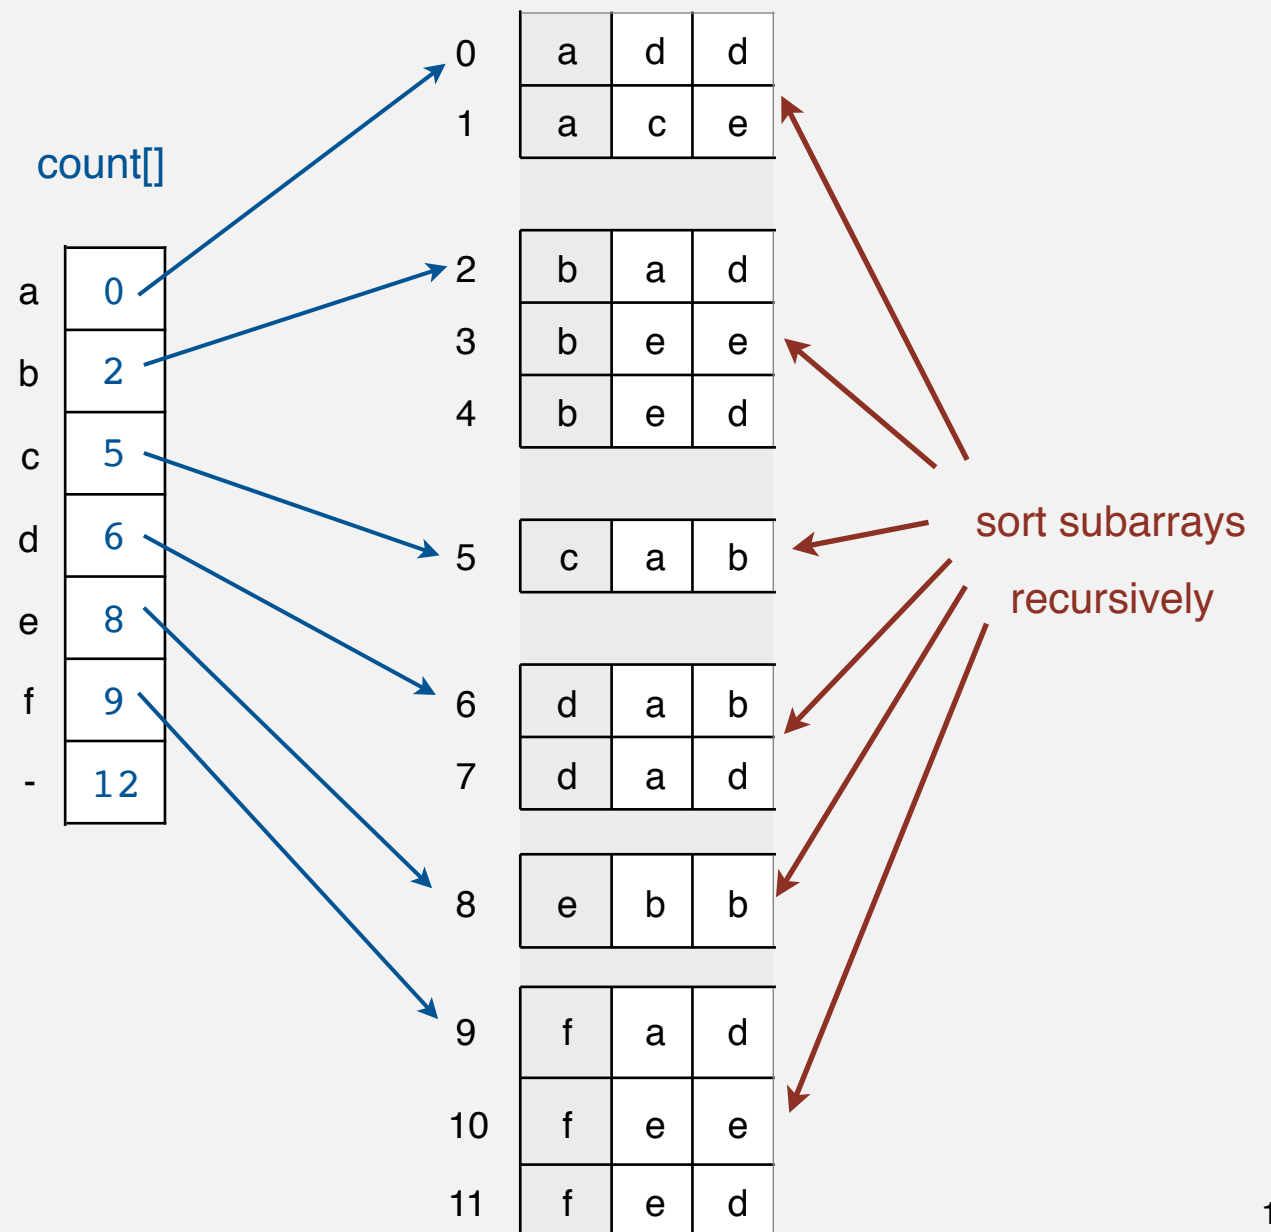 0 a d d
1 a c e
count[]
a 0
b 2
c 5
d 6
e 8
f 9
- 12
2 b a d
3 b e e
4 b e d
5 c a b
6 d a b
7 d a d
8 e b b
9 f a d
10 f e e
11 f e d
sort subarrays
recursively